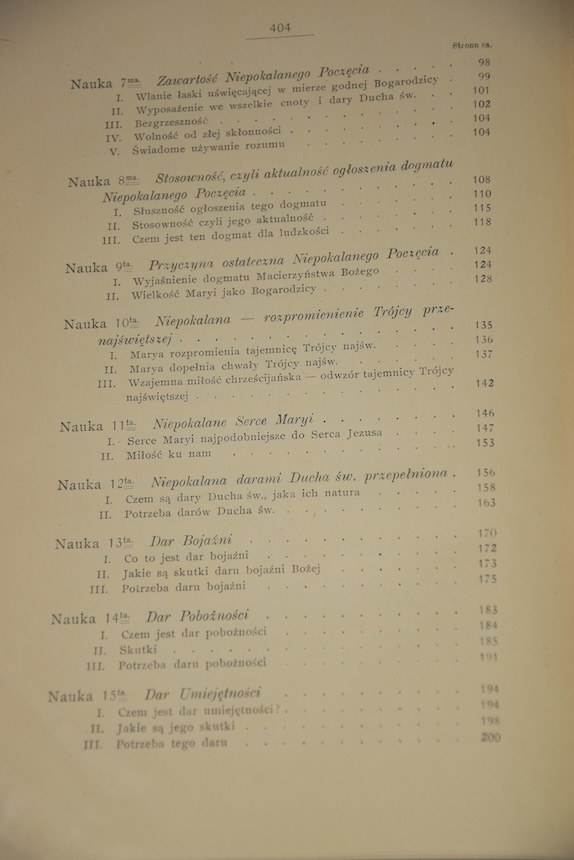 404
Strona ca.
Nauka 7ma. Zawartość Niepokalanego Poczęcia . . . . . 98
I. Wlanie łaski uświęcającej w mierze godnej Bogarodzicy . 99
II. Wyposażenie we wszelkie cnoty i dary Ducha św. . . 101
III. Bezgrzeszność . . . . . . . . . 102
IV. Wolność od złej skłonności . . . . . . . 104
V. Świadome używanie rozumu . . . . . . 104
Nauka 8ma. Stosowność, czyli aktualność ogłoszenia dogmatu
Niepokalanego Poczęcia . . . . . . . . . 108
I. Słuszność ogłoszenia tego dogmatu . . . . . 110
II. Stosowność czyli jego aktualność . . . . . . 115
III. Czem jest ten dogmat dla ludzkości . . . . . 118
Nauka 9ta. Przyczyna ostateczna Niepokalanego Poczęcia . 124
I. Wyjaśnienie dogmatu Macierzyństwa Bożego . . . 124
II. Wielkość Maryi jako Bogarodzicy . . . . . . 128
Nauka 10ta. Niepokalana — rozpromienienie Trójcy prze-
najświętszej . . . . . . . . . . . 135
I. Marya rozpromienia tajemnicę Trójcy najśw. . . . 136
II. Marya dopełnia chwały Trójcy najśw. . . . . 137
III. Wzajemna miłość chrześcijańska — odwzór tajemnicy Trójcy
najświętszej . . . . . . . . . . 142
Nauka 11ta. Niepokalane Serce Maryi . . . . . . . 146
I. Serce Maryi najpodobniejsze do Serca Jezusa . . . . 147
II. Miłość ku nam . . . . . . . . 153
Nauka 12ta. Niepokalana darami Ducha św. przepełniona . 156
I. Czem są dary Ducha św., jaka ich natura . . . . 158
II. Potrzeba darów Ducha św. . . . . . . . 163
Nauka 13ta. Dar Bojaźni . . . . . . . . 170
I. Co to jest dar bojaźni . . . . . . . 172
II. Jakie są skutki daru bojaźni Bożej . . . . . 173
III. Potrzeba daru bojaźni . . . . . . . 175
Nauka 14ta. Dar Pobożności . . . . . . . . 183
I. Czem jest dar pobożności . . . . . . . 184
II. Skutki . . . . . . . . . . . 185
III. Potrzeba daru pobożności . . . . . . . 191
Nauka 15ta. Dar Umiejętności . . . . . . . 194
I. Czem jest dar umiejętności? . . . . . . . 194
II. Jakie są jego skutki . . . . . . . . 198
III. Potrzeba tego daru . . . . . . . . 200